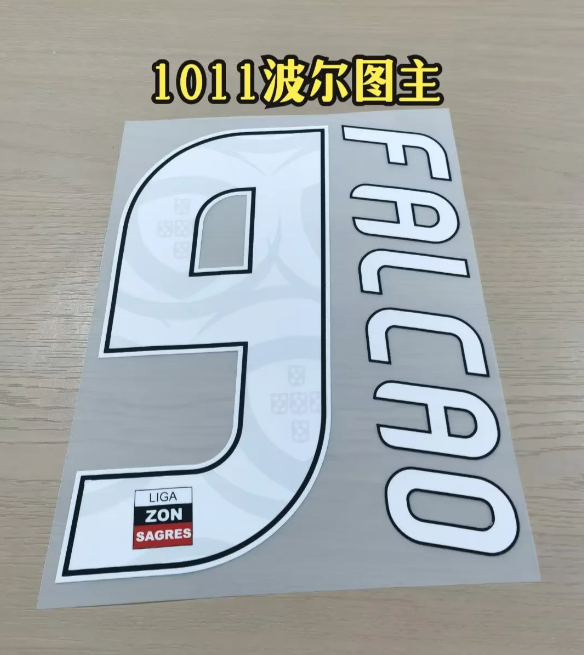 1011波尔图主
9
FALCAO
LIGA
ZON
SAGRES